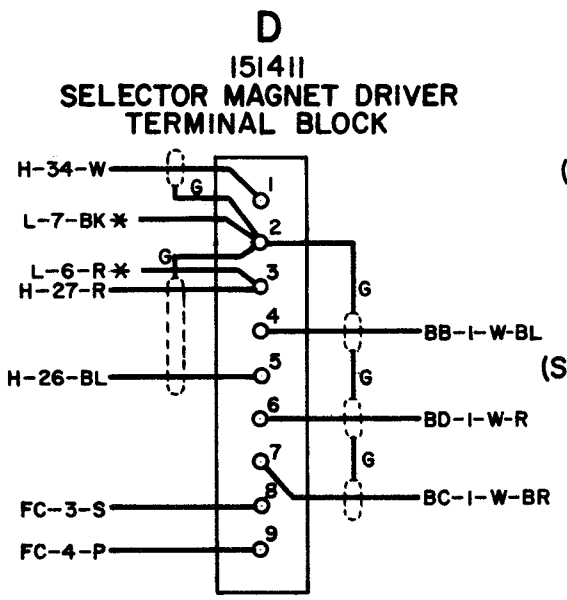 D
151411
SELECTOR MAGNET DRIVER
TERMINAL BLOCK
H-34-W
G
1
L-7-BK*
2
G
L-6-R*
3
H-27-R
G
4
BB-1-W-BL
H-26-BL
5
G
(S
6
BD-1-W-R
7
G
8
BC-1-W-BR
FC-3-S
9
FC-4-P
(